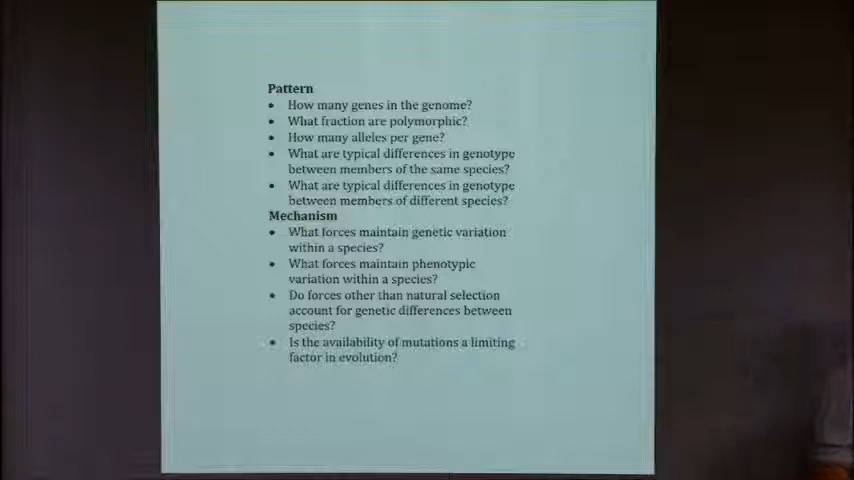 Pattern
• How many genes in the genome?
• What fraction are polymorphic?
• How many alleles per gene?
• What are typical differences in genotype
between members of the same species?
• What are typical differences in genotype
between members of different species?
Mechanism
• What forces maintain genetic variation
within a species?
• What forces maintain phenotypic
variation within a species?
• Do forces other than natural selection
account for genetic differences between
species?
• Is the availability of mutations a limiting
factor in evolution?